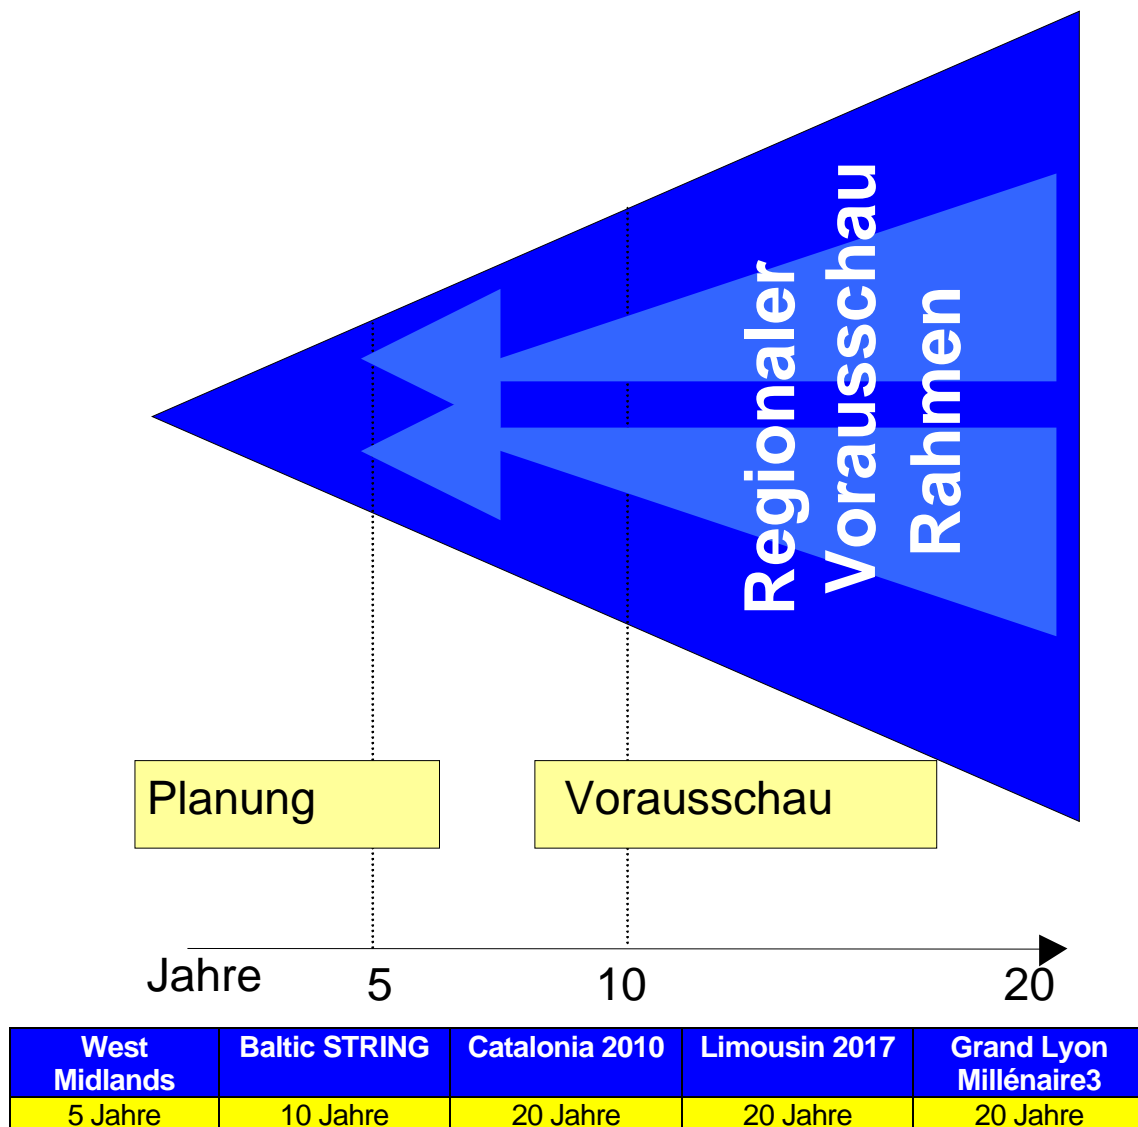 Regionaler
Vorausschau
Rahmen
Planung
Vorausschau
Jahre
5
10
20
West Midlands
Baltic STRING
Catalonia 2010
Limousin 2017
Grand Lyon Millénaire3
5 Jahre
10 Jahre
20 Jahre
20 Jahre
20 Jahre